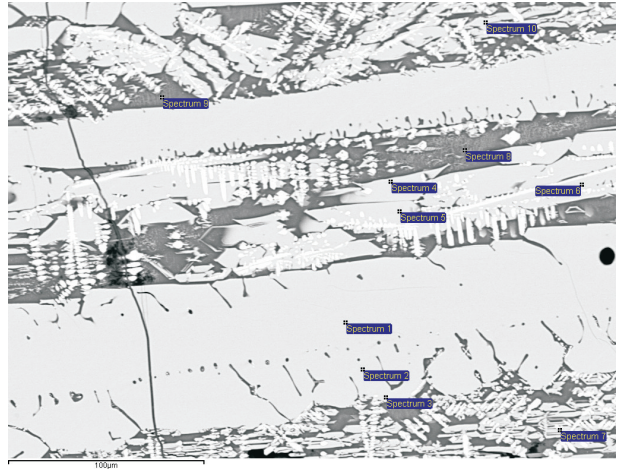 Spectrum 10
Spectrum 9
Spectrum 8
Spectrum 4
Spectrum 6
Spectrum 5
Spectrum 1
Spectrum 2
Spectrum 3
Spectrum 7
100µm